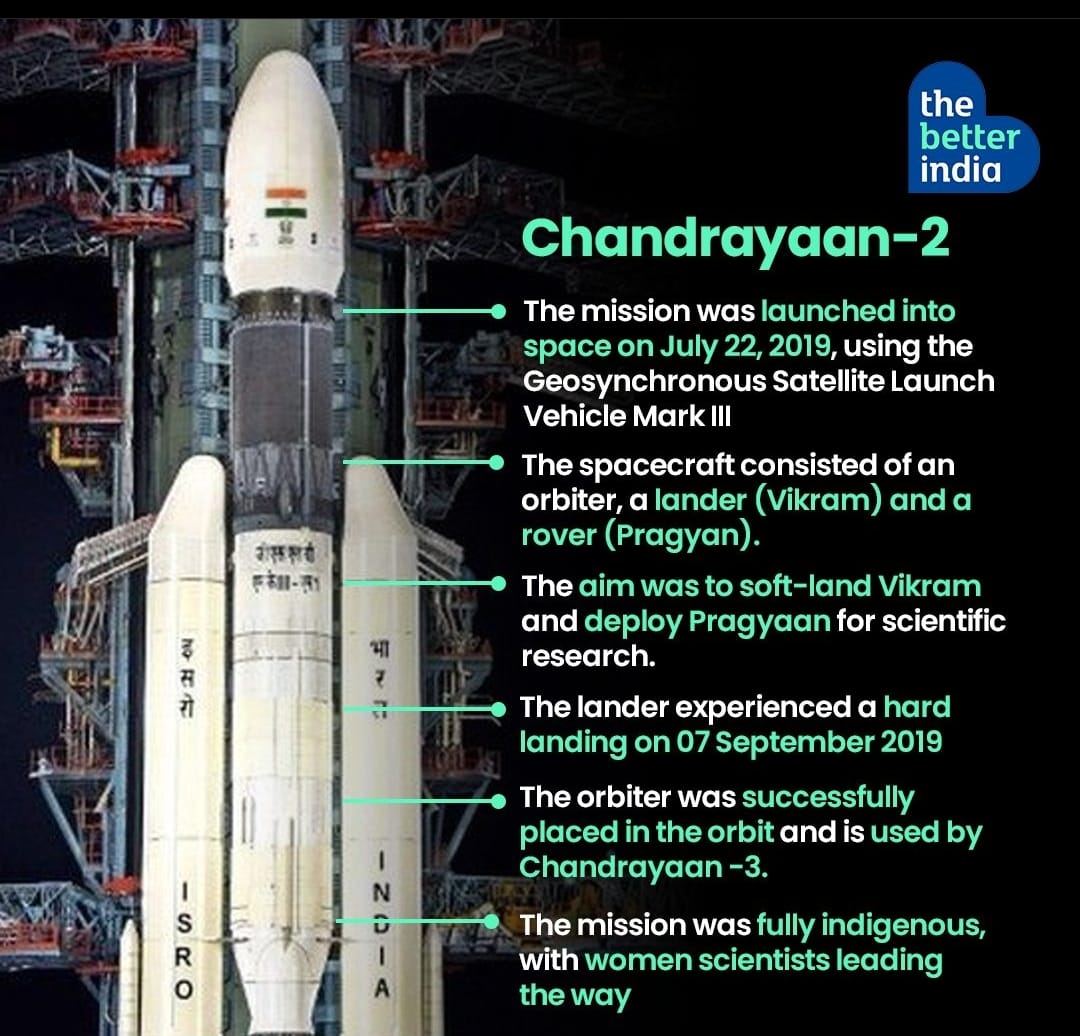 the
better
india
Chandrayaan-2
The mission was launched into
space on July 22, 2019, using the
Geosynchronous Satellite Launch
Vehicle Mark III
The spacecraft consisted of an
orbiter, a lander (Vikram) and a
rover (Pragyan).
The aim was to soft-land Vikram
and deploy Pragyaan for scientific
research.
The lander experienced a hard
landing on 07 September 2019
The orbiter was successfully
placed in the orbit and is used by
Chandrayaan -3.
The mission was fully indigenous,
with women scientists leading
the way
इसरो
भारत
ISRO
INDIA